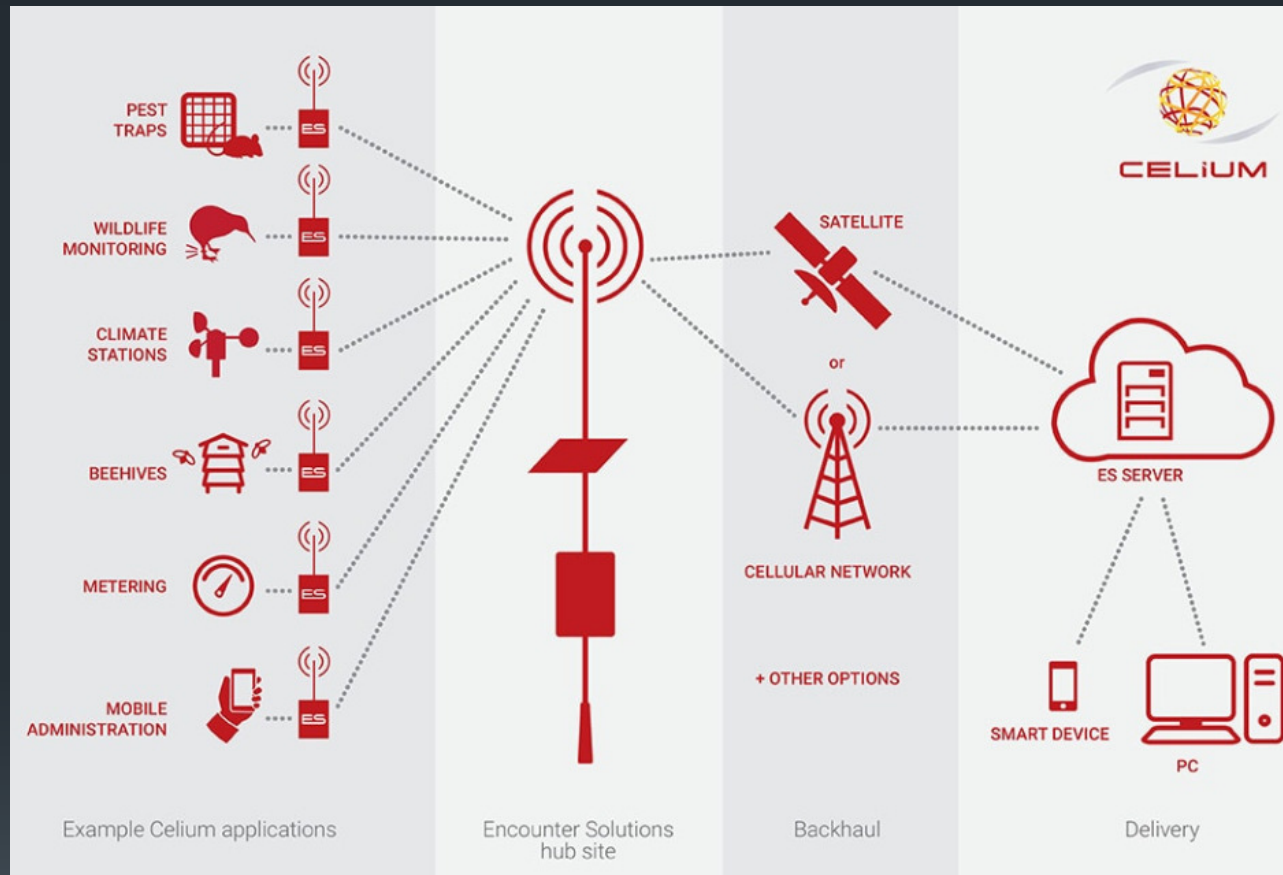 PEST
TRAPS
ES
WILDLIFE
MONITORING
ES
CLIMATE
STATIONS
ES
BEEHIVES
ES
METERING
ES
MOBILE
ADMINISTRATION
ES
Example Celium applications
Encounter Solutions
hub site
SATELLITE
or
CELLULAR NETWORK
+ OTHER OPTIONS
Backhaul
CELiUM
ES SERVER
SMART DEVICE
PC
Delivery